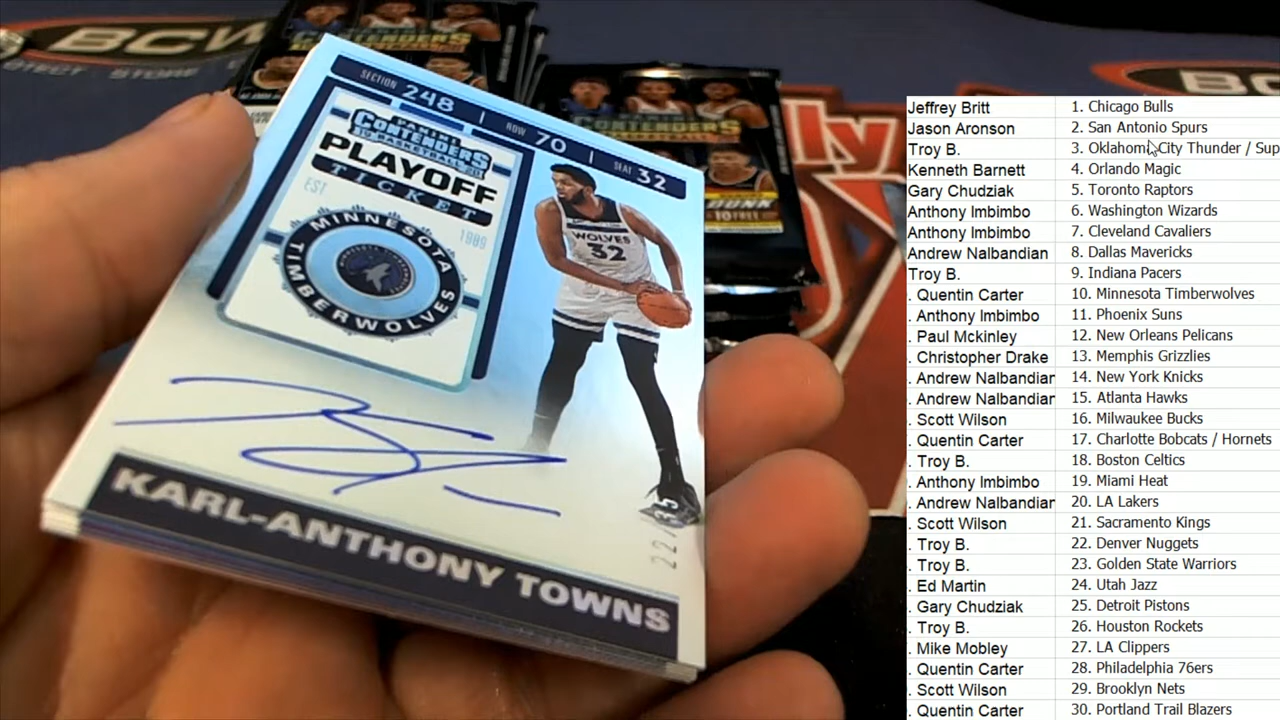 BCW
SECTION 248 | ROW 70 | SEAT 32
PANINI
CONTENDERS
19 BASKETBALL 20
PLAYOFF
TICKET
EST
1989
MINNESOTA
TIMBERWOLVES
WOLVES
32
KARL-ANTHONY TOWNS
CONTENDERS
CONTENDERS
Jeffrey Britt 1. Chicago Bulls
Jason Aronson 2. San Antonio Spurs
Troy B. 3. Oklahoma City Thunder / Sup
Kenneth Barnett 4. Orlando Magic
Gary Chudziak 5. Toronto Raptors
Anthony Imbimbo 6. Washington Wizards
Anthony Imbimbo 7. Cleveland Cavaliers
Andrew Nalbandian 8. Dallas Mavericks
Troy B. 9. Indiana Pacers
. Quentin Carter 10. Minnesota Timberwolves
. Anthony Imbimbo 11. Phoenix Suns
. Paul Mckinley 12. New Orleans Pelicans
. Christopher Drake 13. Memphis Grizzlies
. Andrew Nalbandian 14. New York Knicks
. Andrew Nalbandian 15. Atlanta Hawks
. Scott Wilson 16. Milwaukee Bucks
. Quentin Carter 17. Charlotte Bobcats / Hornets
. Troy B. 18. Boston Celtics
. Anthony Imbimbo 19. Miami Heat
. Andrew Nalbandian 20. LA Lakers
. Scott Wilson 21. Sacramento Kings
. Troy B. 22. Denver Nuggets
. Troy B. 23. Golden State Warriors
. Ed Martin 24. Utah Jazz
. Gary Chudziak 25. Detroit Pistons
. Troy B. 26. Houston Rockets
. Mike Mobley 27. LA Clippers
. Quentin Carter 28. Philadelphia 76ers
. Scott Wilson 29. Brooklyn Nets
. Quentin Carter 30. Portland Trail Blazers